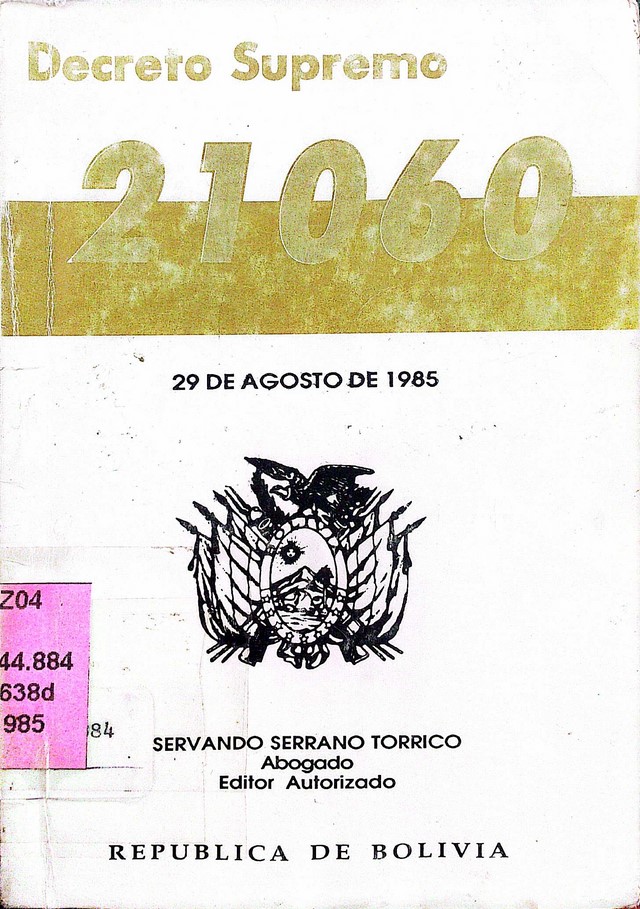 Decreto Supremo
21060
29 DE AGOSTO DE 1985
Z04
44.884
638d
985
84
SERVANDO SERRANO TORRICO
Abogado
Editor Autorizado
REPUBLICA DE BOLIVIA